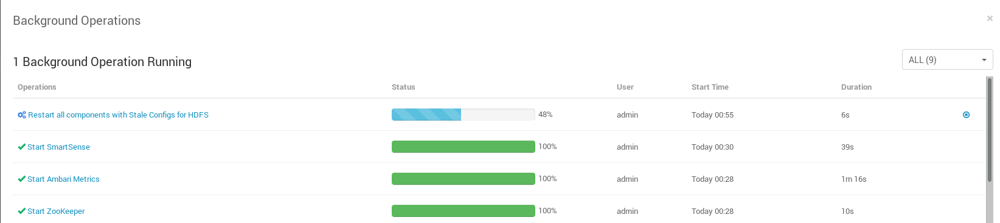 Background Operations ×
1 Background Operation Running ALL (9)
Operations Status User Start Time Duration
Restart all components with Stale Configs for HDFS 48% admin Today 00:55 6s
Start SmartSense 100% admin Today 00:30 39s
Start Ambari Metrics 100% admin Today 00:28 1m 16s
Start ZooKeeper 100% admin Today 00:28 10s